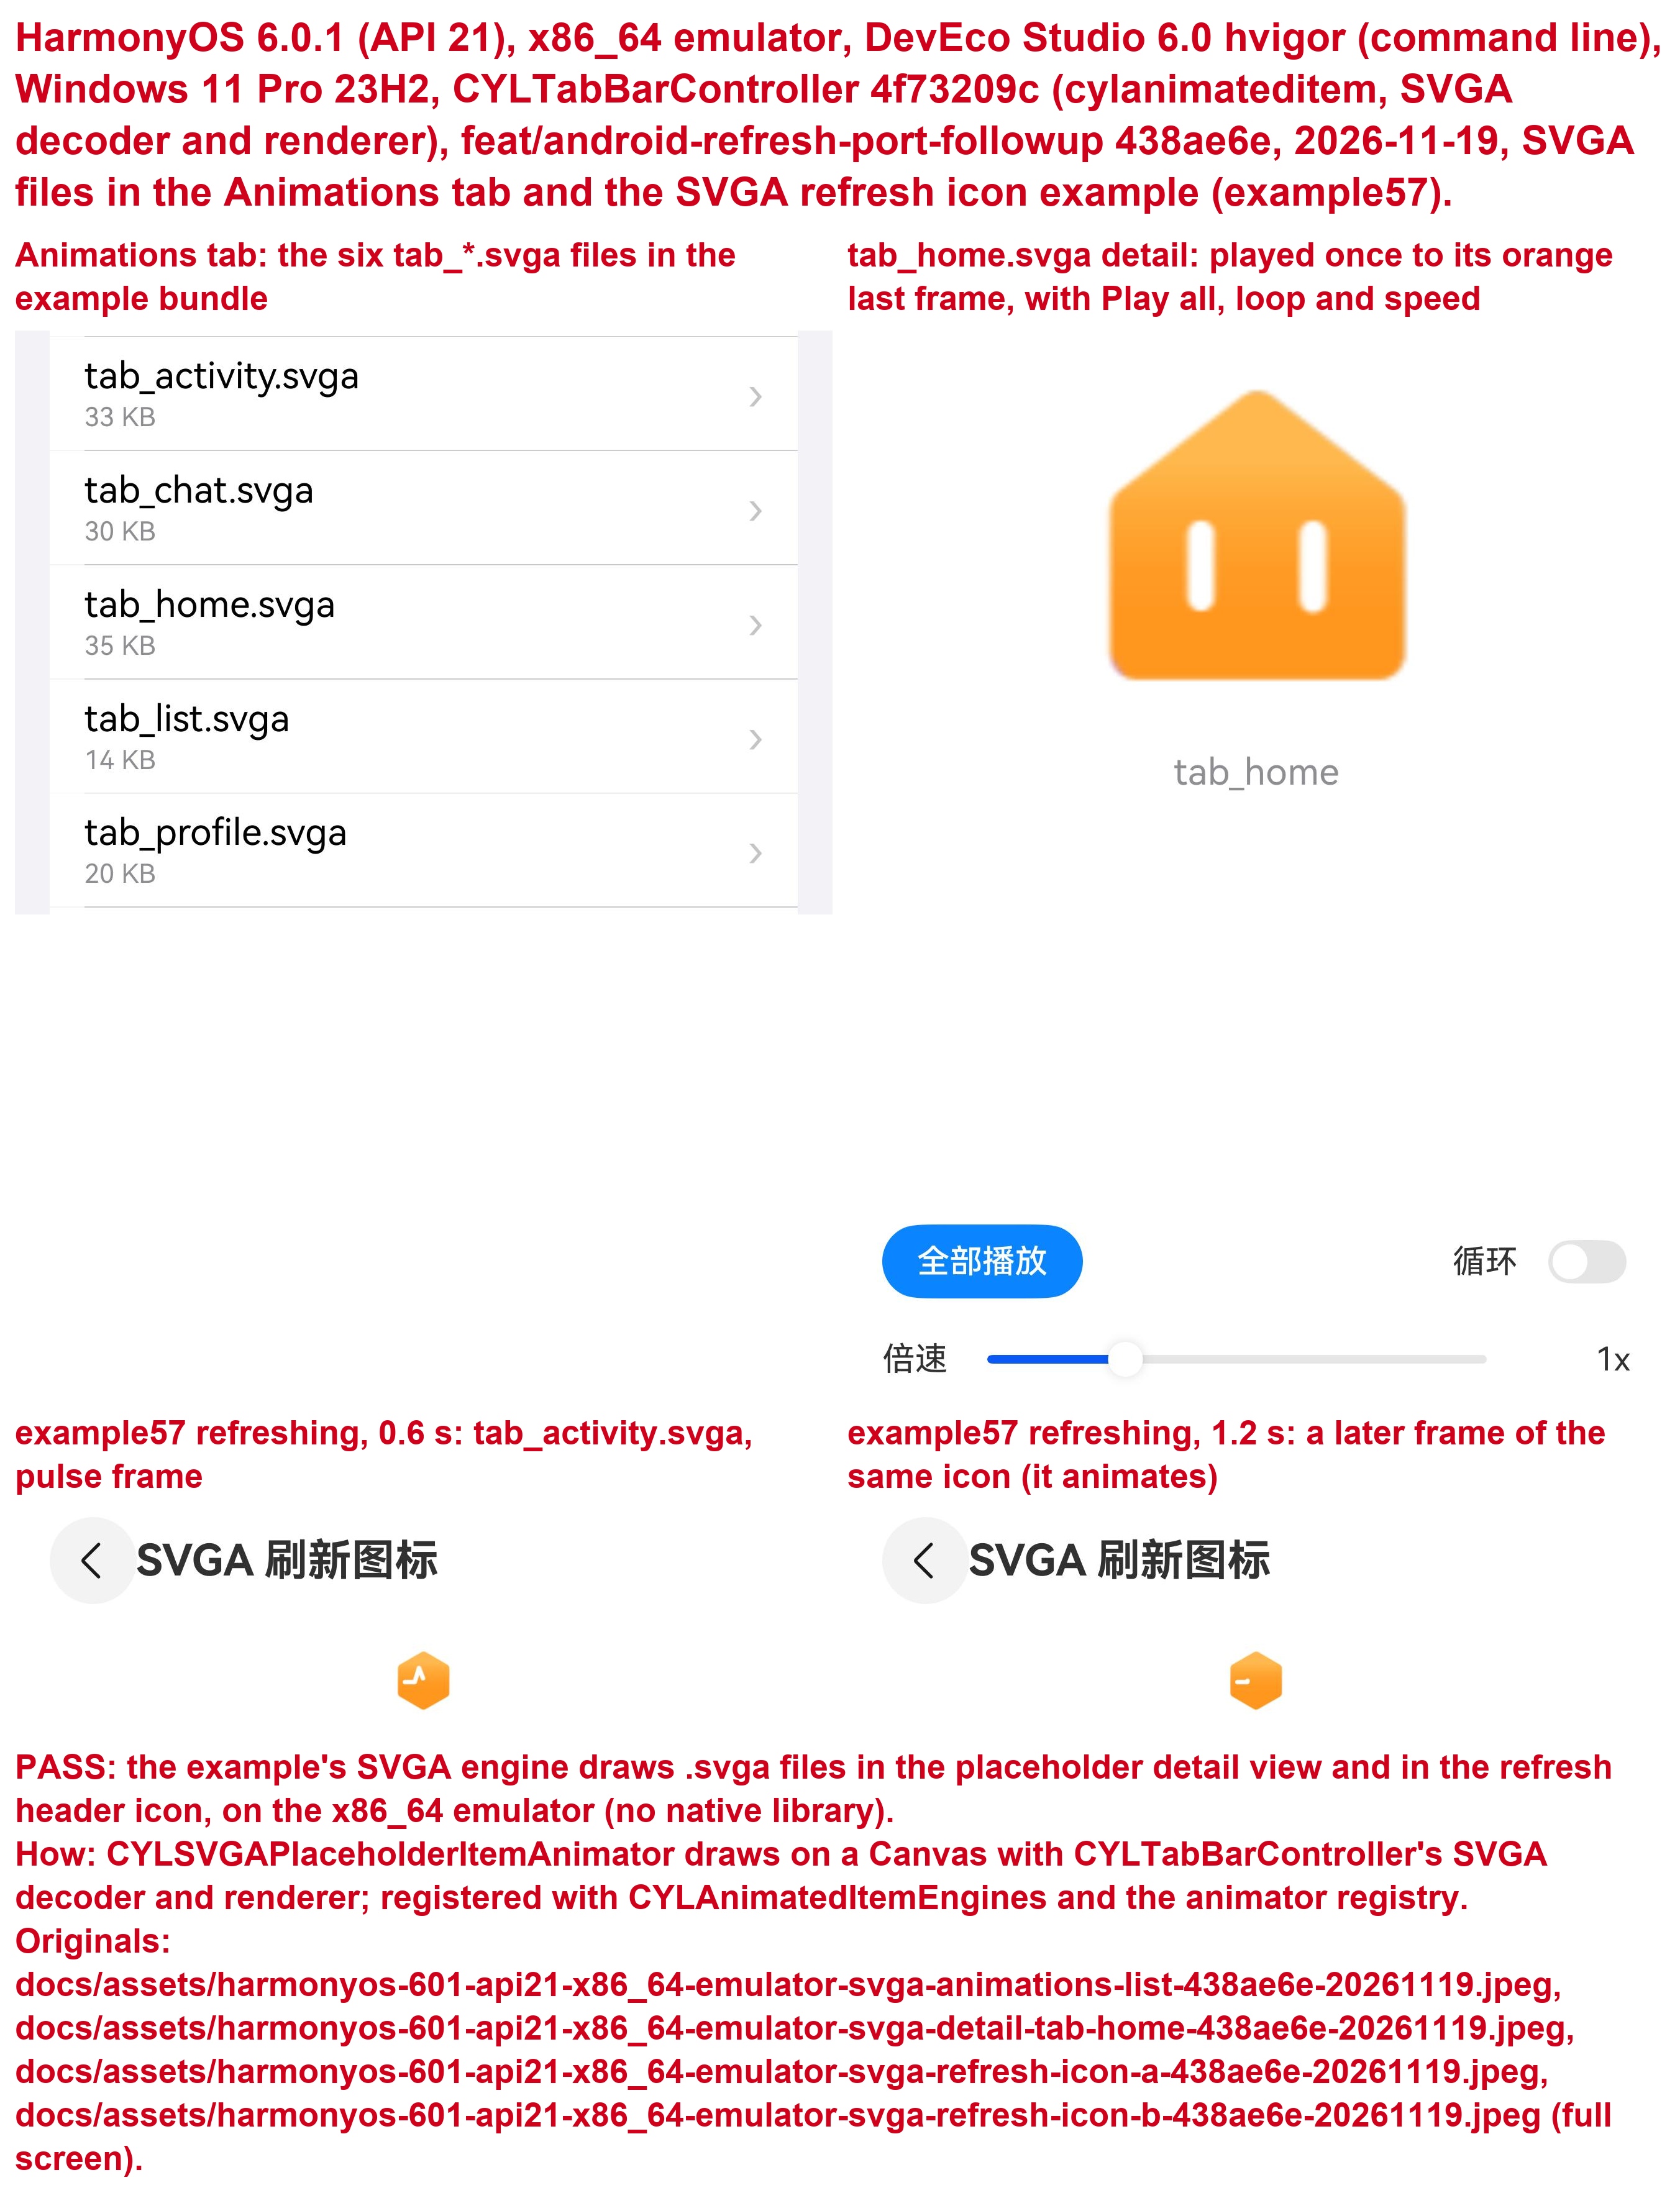 HarmonyOS 6.0.1 (API 21), x86_64 emulator, DevEco Studio 6.0 hvigor (command line),
Windows 11 Pro 23H2, CYLTabBarController 4f73209c (cylanimateditem, SVGA
decoder and renderer), feat/android-refresh-port-followup 438ae6e, 2026-11-19, SVGA
files in the Animations tab and the SVGA refresh icon example (example57).
Animations tab: the six tab_*.svga files in the
example bundle
tab_activity.svga
33 KB
tab_chat.svga
30 KB
tab_home.svga
35 KB
tab_list.svga
14 KB
tab_profile.svga
20 KB
tab_home.svga detail: played once to its orange
last frame, with Play all, loop and speed
tab_home
全部播放
循环
倍速
1x
example57 refreshing, 0.6 s: tab_activity.svga,
pulse frame
SVGA 刷新图标
example57 refreshing, 1.2 s: a later frame of the
same icon (it animates)
SVGA 刷新图标
PASS: the example's SVGA engine draws .svga files in the placeholder detail view and in the refresh
header icon, on the x86_64 emulator (no native library).
How: CYLSVGAPlaceholderItemAnimator draws on a Canvas with CYLTabBarController's SVGA
decoder and renderer; registered with CYLAnimatedItemEngines and the animator registry.
Originals:
docs/assets/harmonyos-601-api21-x86_64-emulator-svga-animations-list-438ae6e-20261119.jpeg,
docs/assets/harmonyos-601-api21-x86_64-emulator-svga-detail-tab-home-438ae6e-20261119.jpeg,
docs/assets/harmonyos-601-api21-x86_64-emulator-svga-refresh-icon-a-438ae6e-20261119.jpeg,
docs/assets/harmonyos-601-api21-x86_64-emulator-svga-refresh-icon-b-438ae6e-20261119.jpeg (full
screen).